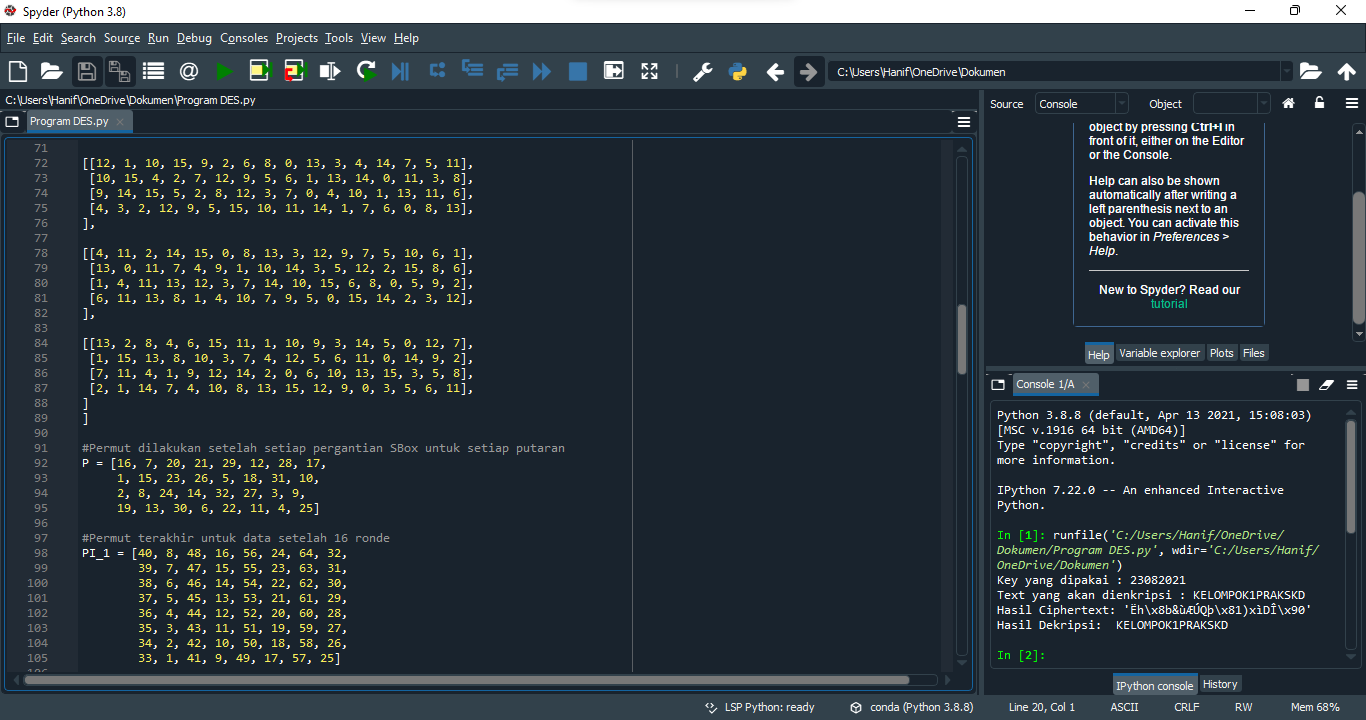 Spyder (Python 3.8)
File Edit Search Source Run Debug Consoles Projects Tools View Help
C:\Users\Hanif\OneDrive\Dokumen
C:\Users\Hanif\OneDrive\Dokumen\Program DES.py
Program DES.py
71
72 [[12, 1, 10, 15, 9, 2, 6, 8, 0, 13, 3, 4, 14, 7, 5, 11],
73 [10, 15, 4, 2, 7, 12, 9, 5, 6, 1, 13, 14, 0, 11, 3, 8],
74 [9, 14, 15, 5, 2, 8, 12, 3, 7, 0, 4, 10, 1, 13, 11, 6],
75 [4, 3, 2, 12, 9, 5, 15, 10, 11, 14, 1, 7, 6, 0, 8, 13],
76 ],
77
78 [[4, 11, 2, 14, 15, 0, 8, 13, 3, 12, 9, 7, 5, 10, 6, 1],
79 [13, 0, 11, 7, 4, 9, 1, 10, 14, 3, 5, 12, 2, 15, 8, 6],
80 [1, 4, 11, 13, 12, 3, 7, 14, 10, 15, 6, 8, 0, 5, 9, 2],
81 [6, 11, 13, 8, 1, 4, 10, 7, 9, 5, 0, 15, 14, 2, 3, 12],
82 ],
83
84 [[13, 2, 8, 4, 6, 15, 11, 1, 10, 9, 3, 14, 5, 0, 12, 7],
85 [1, 15, 13, 8, 10, 3, 7, 4, 12, 5, 6, 11, 0, 14, 9, 2],
86 [7, 11, 4, 1, 9, 12, 14, 2, 0, 6, 10, 13, 15, 3, 5, 8],
87 [2, 1, 14, 7, 4, 10, 8, 13, 15, 12, 9, 0, 3, 5, 6, 11],
88 ]
89 ]
90
91 #Permut dilakukan setelah setiap pergantian SBox untuk setiap putaran
92 P = [16, 7, 20, 21, 29, 12, 28, 17,
93 1, 15, 23, 26, 5, 18, 31, 10,
94 2, 8, 24, 14, 32, 27, 3, 9,
95 19, 13, 30, 6, 22, 11, 4, 25]
96
97 #Permut terakhir untuk data setelah 16 ronde
98 PI_1 = [40, 8, 48, 16, 56, 24, 64, 32,
99 39, 7, 47, 15, 55, 23, 63, 31,
100 38, 6, 46, 14, 54, 22, 62, 30,
101 37, 5, 45, 13, 53, 21, 61, 29,
102 36, 4, 44, 12, 52, 20, 60, 28,
103 35, 3, 43, 11, 51, 19, 59, 27,
104 34, 2, 42, 10, 50, 18, 58, 26,
105 33, 1, 41, 9, 49, 17, 57, 25]
Source Console Object
object by pressing Ctrl+I in
front of it, either on the Editor
or the Console.
Help can also be shown
automatically after writing a
left parenthesis next to an
object. You can activate this
behavior in Preferences >
Help.
New to Spyder? Read our
tutorial
Help Variable explorer Plots Files
Console 1/A
Python 3.8.8 (default, Apr 13 2021, 15:08:03)
[MSC v.1916 64 bit (AMD64)]
Type "copyright", "credits" or "license" for
more information.
IPython 7.22.0 -- An enhanced Interactive
Python.
In [1]: runfile('C:/Users/Hanif/OneDrive/
Dokumen/Program DES.py', wdir='C:/Users/Hanif/
OneDrive/Dokumen')
Key yang dipakai : 23082021
Text yang akan dienkripsi : KELOMPOK1PRAKSKD
Hasil Ciphertext: 'Ëh\x8b&ùÆÚQþ\x81)xìDÎ\x90'
Hasil Dekripsi: KELOMPOK1PRAKSKD
In [2]:
IPython console History
LSP Python: ready conda (Python 3.8.8) Line 20, Col 1 ASCII CRLF RW Mem 68%